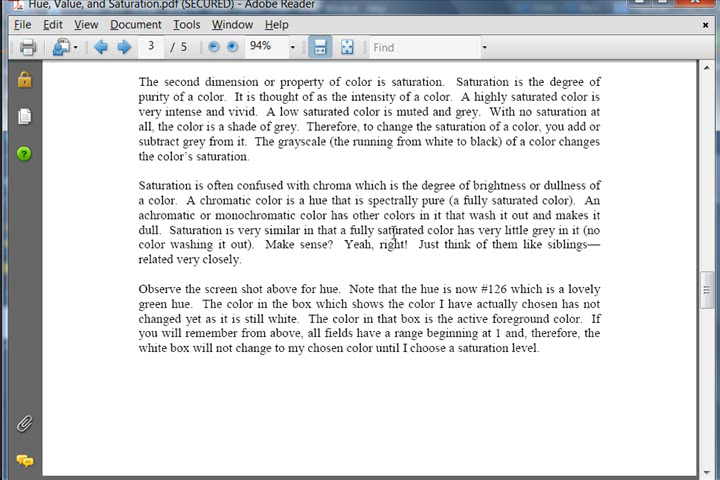 Hue, Value, and Saturation.pdf (SECURED) - Adobe Reader
File Edit View Document Tools Window Help
3 / 5 94% Find
The second dimension or property of color is saturation. Saturation is the degree of
purity of a color. It is thought of as the intensity of a color. A highly saturated color is
very intense and vivid. A low saturated color is muted and grey. With no saturation at
all, the color is a shade of grey. Therefore, to change the saturation of a color, you add or
subtract grey from it. The grayscale (the running from white to black) of a color changes
the color's saturation.
Saturation is often confused with chroma which is the degree of brightness or dullness of
a color. A chromatic color is a hue that is spectrally pure (a fully saturated color). An
achromatic or monochromatic color has other colors in it that wash it out and makes it
dull. Saturation is very similar in that a fully saturated color has very little grey in it (no
color washing it out). Make sense? Yeah, right! Just think of them like siblings—
related very closely.
Observe the screen shot above for hue. Note that the hue is now #126 which is a lovely
green hue. The color in the box which shows the color I have actually chosen has not
changed yet as it is still white. The color in that box is the active foreground color. If
you will remember from above, all fields have a range beginning at 1 and, therefore, the
white box will not change to my chosen color until I choose a saturation level.